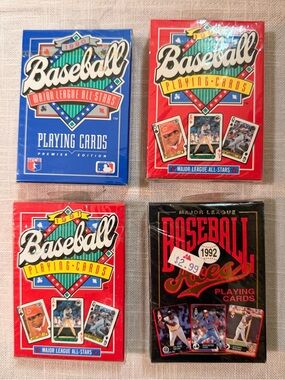 Baseball
MAJOR LEAGUE ALL-STARS
PLAYING CARDS
PREMIER EDITION
Baseball
PLAYING-CARDS
MAJOR LEAGUE ALL-STARS
Baseball
PLAYING-CARDS
MAJOR LEAGUE ALL-STARS
MAJOR LEAGUE
BASEBALL
1992
$2.99
Aces
PLAYING
CARDS